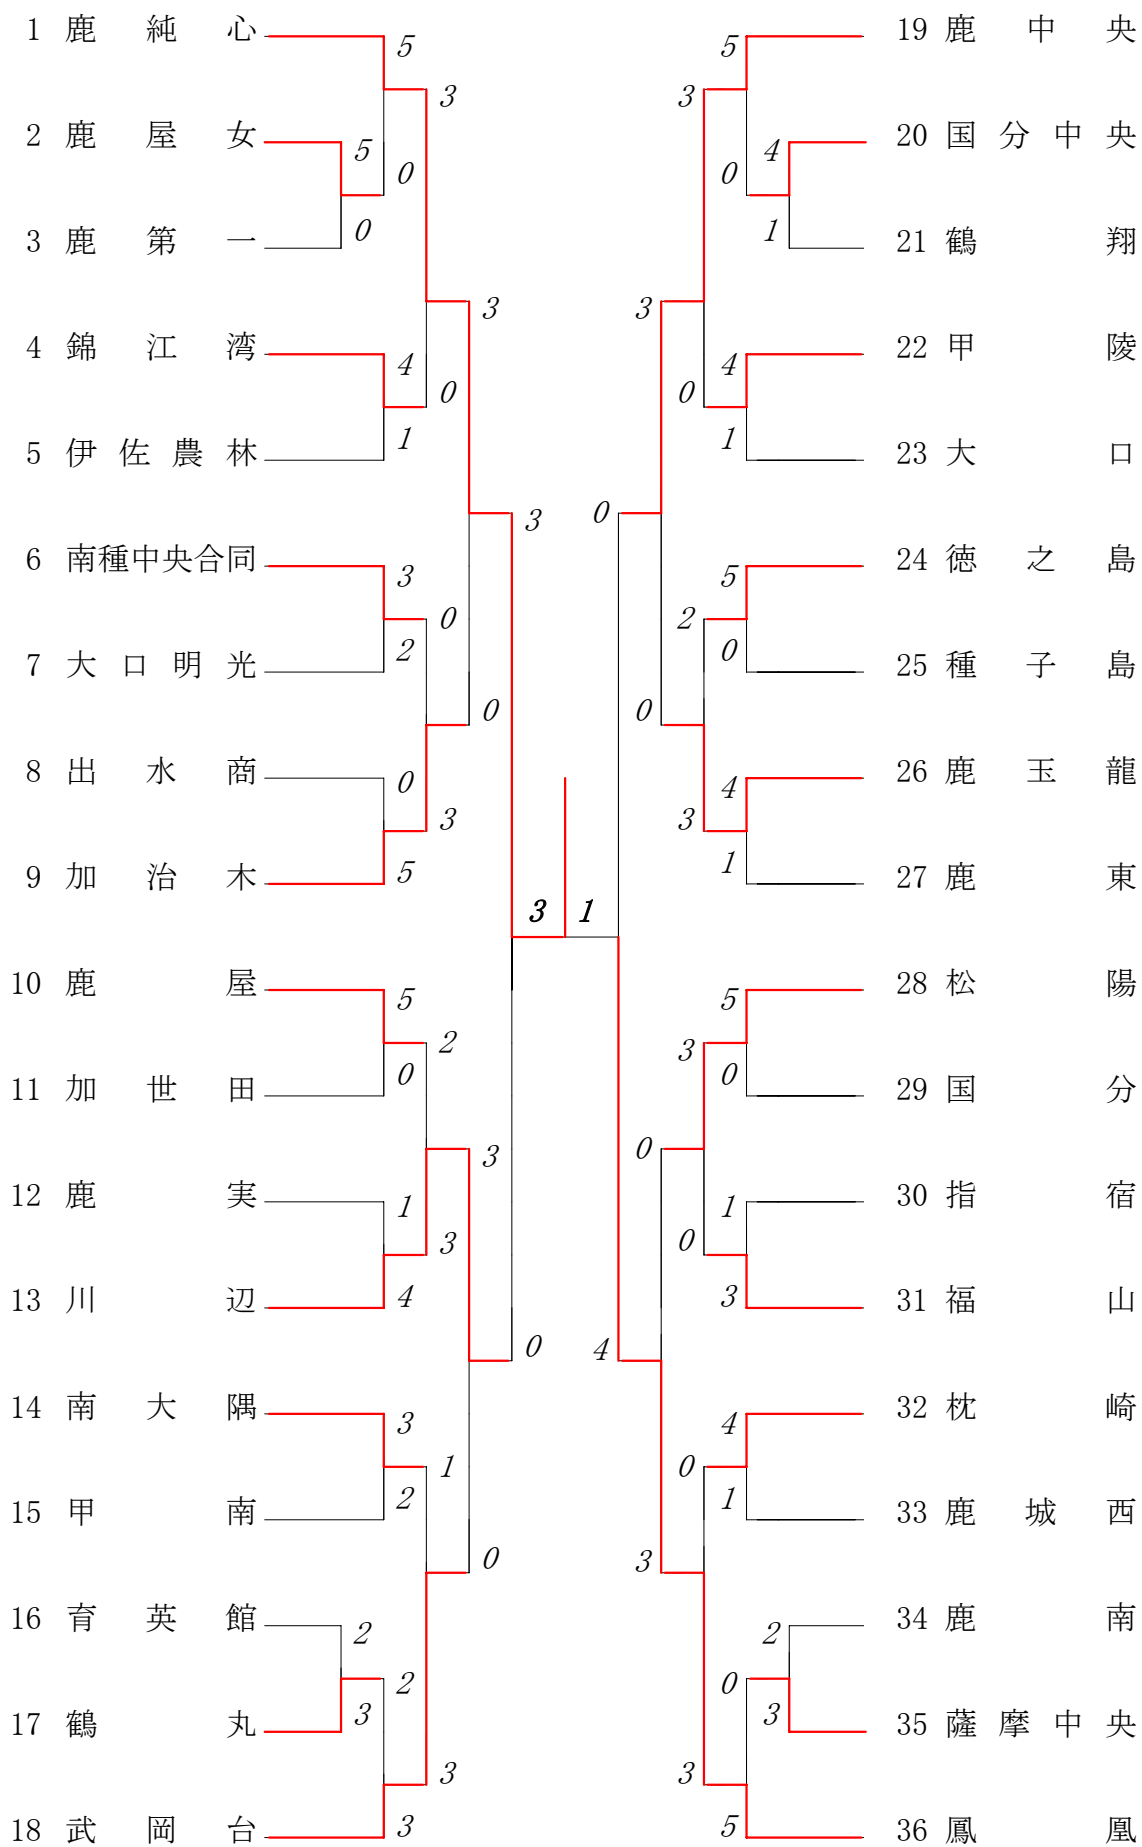 1 鹿純心
5
3
2 鹿屋女
5
0
3 鹿第一
0
3
4 錦江湾
4
0
5 伊佐農林
1
3
6 南種中央合同
3
0
7 大口明光
2
0
8 出水商
0
3
9 加治木
5
3 1
10 鹿屋
5
2
11 加世田
0
3
12 鹿実
1
3
13 川辺
4
0
14 南大隅
3
1
15 甲南
2
0
16 育英館
2
2
17 鶴丸
3
3
18 武岡台
3
19 鹿中央
5
3
20 国分中央
4
0
21 鶴翔
1
3
22 甲陵
4
0
23 大口
1
0
24 徳之島
5
2
25 種子島
0
0
26 鹿玉龍
4
3
27 鹿東
1
28 松陽
5
3
29 国分
0
0
30 指宿
1
0
31 福山
3
4
32 枕崎
4
0
33 鹿城西
1
3
34 鹿南
2
0
35 薩摩中央
3
3
36 鳳凰
5